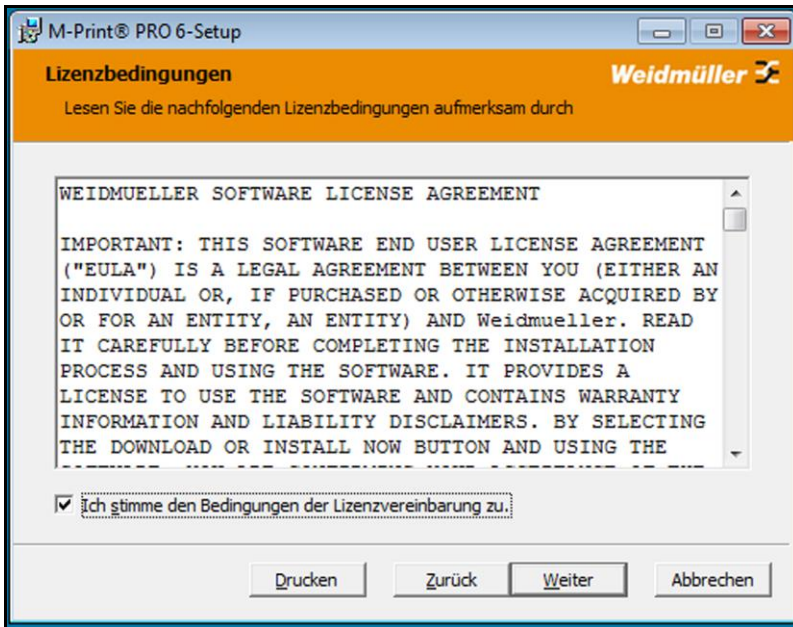 M-Print® PRO 6-Setup
Lizenzbedingungen
Weidmüller
Lesen Sie die nachfolgenden Lizenzbedingungen aufmerksam durch
WEIDMUELLER SOFTWARE LICENSE AGREEMENT
IMPORTANT: THIS SOFTWARE END USER LICENSE AGREEMENT
("EULA") IS A LEGAL AGREEMENT BETWEEN YOU (EITHER AN
INDIVIDUAL OR, IF PURCHASED OR OTHERWISE ACQUIRED BY
OR FOR AN ENTITY, AN ENTITY) AND Weidmueller. READ
IT CAREFULLY BEFORE COMPLETING THE INSTALLATION
PROCESS AND USING THE SOFTWARE. IT PROVIDES A
LICENSE TO USE THE SOFTWARE AND CONTAINS WARRANTY
INFORMATION AND LIABILITY DISCLAIMERS. BY SELECTING
THE DOWNLOAD OR INSTALL NOW BUTTON AND USING THE
Ich stimme den Bedingungen der Lizenzvereinbarung zu.
Drucken
Zurück
Weiter
Abbrechen